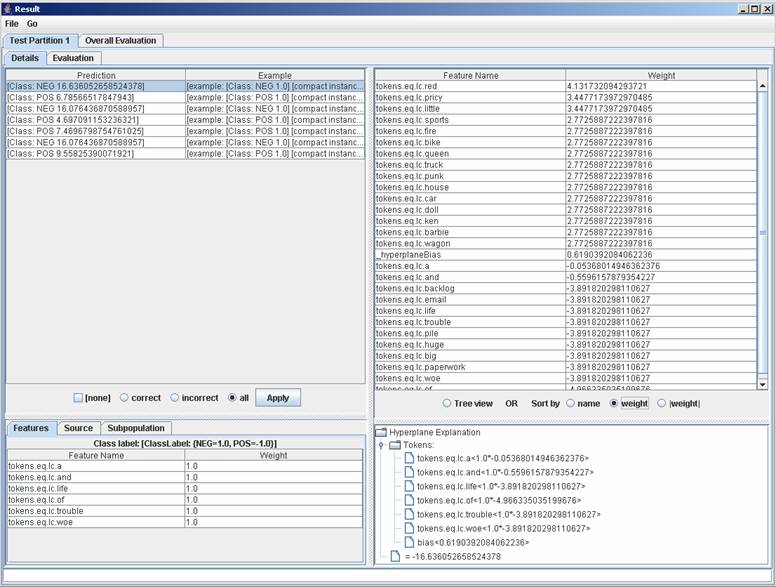 Result
File Go
Test Partition 1 Overall Evaluation
Details Evaluation
Prediction Example
[Class: NEG 16.636052658524378] [example: [Class: NEG 1.0] [compact instanc...
[Class: POS 6.78566517847943] [example: [Class: POS 1.0] [compact instanc...
[Class: NEG 16.07643687058​8957] [example: [Class: NEG 1.0] [compact instanc...
[Class: POS 4.697091153236321] [example: [Class: POS 1.0] [compact instanc...
[Class: POS 7.4696798754761025] [example: [Class: POS 1.0] [compact instanc...
[Class: NEG 16.076436870588957] [example: [Class: NEG 1.0] [compact instanc...
[Class: POS 9.55825390071921] [example: [Class: POS 1.0] [compact instanc...
[none] correct incorrect all Apply
Features Source Subpopulation
Class label: [ClassLabel: (NEG=1.0, POS=-1.0)]
Feature Name Weight
tokens.eq.lc.a 1.0
tokens.eq.lc.and 1.0
tokens.eq.lc.life 1.0
tokens.eq.lc.of 1.0
tokens.eq.lc.trouble 1.0
tokens.eq.lc.woe 1.0
Feature Name Weight
tokens.eq.lc.red 4.131732094293721
tokens.eq.lc.pricy 3.4477173972970485
tokens.eq.lc.little 3.4477173972970485
tokens.eq.lc.sports 2.7725887222397816
tokens.eq.lc.fire 2.7725887222397816
tokens.eq.lc.bike 2.7725887222397816
tokens.eq.lc.queen 2.7725887222397816
tokens.eq.lc.truck 2.7725887222397816
tokens.eq.lc.punk 2.7725887222397816
tokens.eq.lc.house 2.7725887222397816
tokens.eq.lc.car 2.7725887222397816
tokens.eq.lc.doll 2.7725887222397816
tokens.eq.lc.ken 2.7725887222397816
tokens.eq.lc.barbie 2.7725887222397816
tokens.eq.lc.wagon 2.7725887222397816
_hyperplaneBias 0.6190392084062236
tokens.eq.lc.a -0.05368014946362376
tokens.eq.lc.and -0.5596157879354227
tokens.eq.lc.backlog -3.891820298110627
tokens.eq.lc.email -3.891820298110627
tokens.eq.lc.life -3.891820298110627
tokens.eq.lc.trouble -3.891820298110627
tokens.eq.lc.pile -3.891820298110627
tokens.eq.lc.huge -3.891820298110627
tokens.eq.lc.big -3.891820298110627
tokens.eq.lc.paperwork -3.891820298110627
tokens.eq.lc.woe -3.891820298110627
tokens.eq.lc.of -4.966335035199676
Tree view OR Sort by name weight |weight|
Hyperplane Explanation
Tokens:
tokens.eq.lc.a<1.0*-0.05368014946362376>
tokens.eq.lc.and<1.0*-0.5596157879354227>
tokens.eq.lc.life<1.0*-3.891820298110627>
tokens.eq.lc.of<1.0*-4.966335035199676>
tokens.eq.lc.trouble<1.0*-3.891820298110627>
tokens.eq.lc.woe<1.0*-3.891820298110627>
bias<0.6190392084062236>
= -16.636052658524378